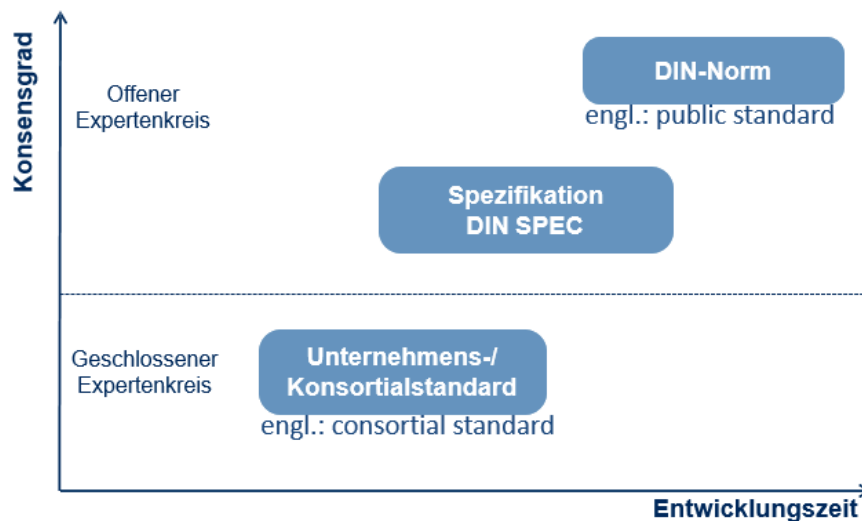 Konsensgrad
Offener
Expertenkreis
DIN-Norm
engl.: public standard
Spezifikation
DIN SPEC
Geschlossener
Expertenkreis
Unternehmens-/
Konsortialstandard
engl.: consortial standard
Entwicklungszeit